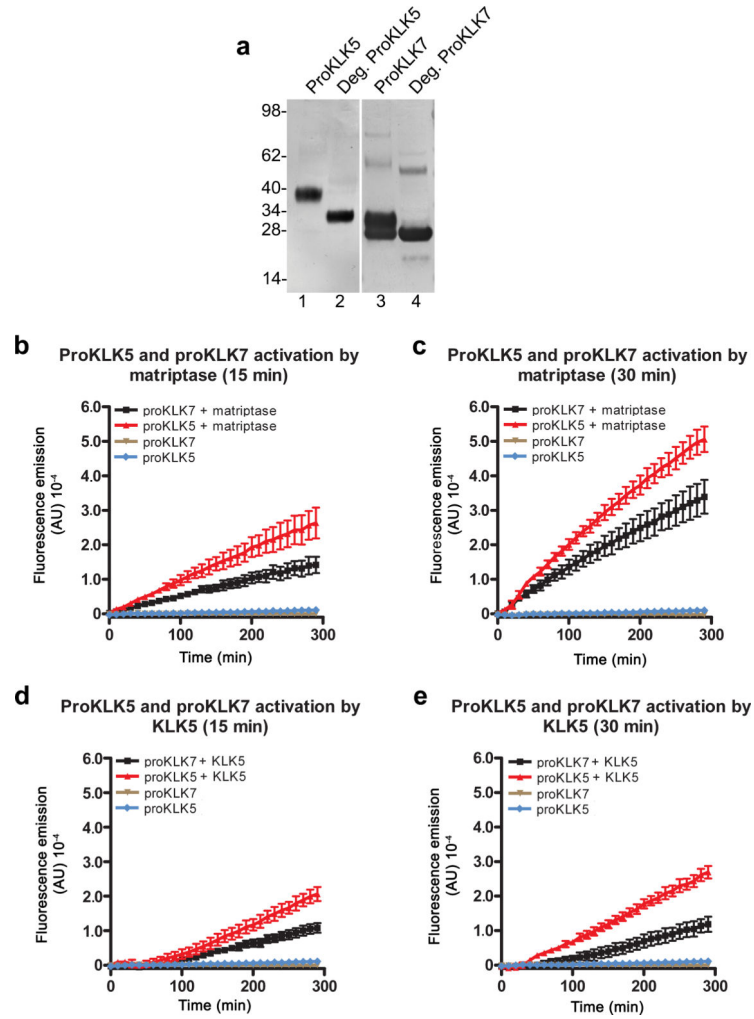 a
ProKLK5
Deg. ProKLK5
ProKLK7
Deg. ProKLK7
98-
62-
40-
34-
28-
14-
1 2 3 4
b
ProKLK5 and proKLK7 activation by
matriptase (15 min)
6.0
5.0
4.0
3.0
2.0
1.0
0
proKLK7 + matriptase
proKLK5 + matriptase
proKLK7
proKLK5
Fluorescence emission
(AU) 10⁻⁴
0 100 200 300
Time (min)
c
ProKLK5 and proKLK7 activation by
matriptase (30 min)
6.0
5.0
4.0
3.0
2.0
1.0
0
proKLK7 + matriptase
proKLK5 + matriptase
proKLK7
proKLK5
Fluorescence emission
(AU) 10⁻⁴
0 100 200 300
Time (min)
d
ProKLK5 and proKLK7 activation by
KLK5 (15 min)
6.0
5.0
4.0
3.0
2.0
1.0
0
proKLK7 + KLK5
proKLK5 + KLK5
proKLK7
proKLK5
Fluorescence emission
(AU) 10⁻⁴
0 100 200 300
Time (min)
e
ProKLK5 and proKLK7 activation by
KLK5 (30 min)
6.0
5.0
4.0
3.0
2.0
1.0
0
proKLK7 + KLK5
proKLK5 + KLK5
proKLK7
proKLK5
Fluorescence emission
(AU) 10⁻⁴
0 100 200 300
Time (min)